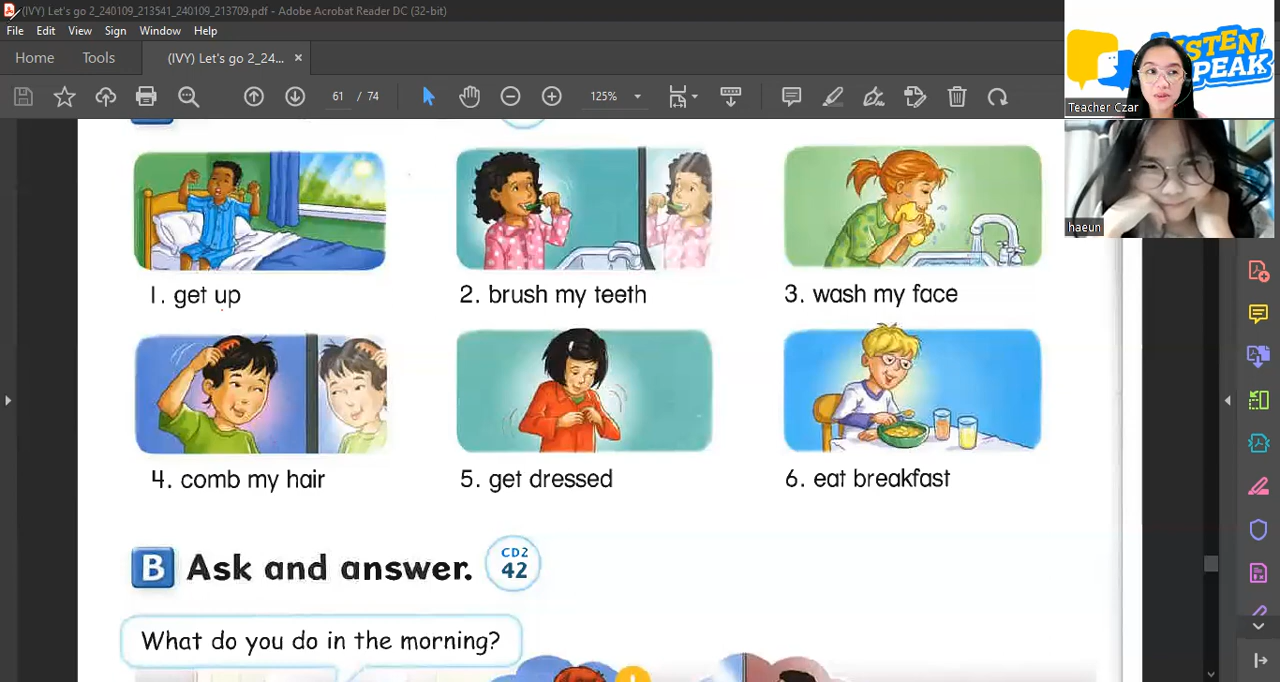 (IVY) Let's go 2_240109_213541_240109_213709.pdf - Adobe Acrobat Reader DC (32-bit)
File Edit View Sign Window Help
Home Tools (IVY) Let's go 2_24... ×
61 / 74 125%
LISTEN
SPEAK
Teacher Czar
haeun
1. get up
2. brush my teeth
3. wash my face
4. comb my hair
5. get dressed
6. eat breakfast
B Ask and answer. CD2 42
What do you do in the morning?